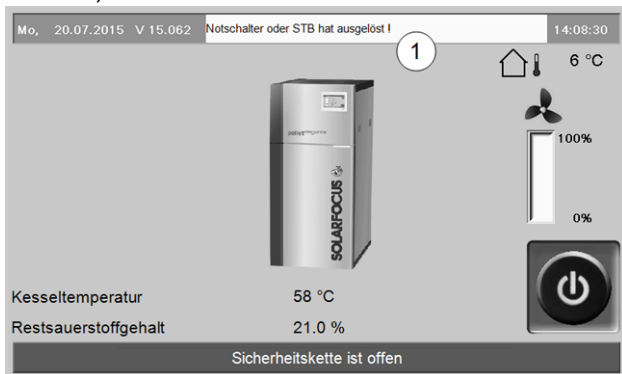 Mo, 20.07.2015 V 15.062 Notschalter oder STB hat ausgelöst ! 14:08:30
1
6 °C
100%
0%
pelletelegance
SOLARFOCUS
Kesseltemperatur 58 °C
Restsauerstoffgehalt 21.0 %
Sicherheitskette ist offen